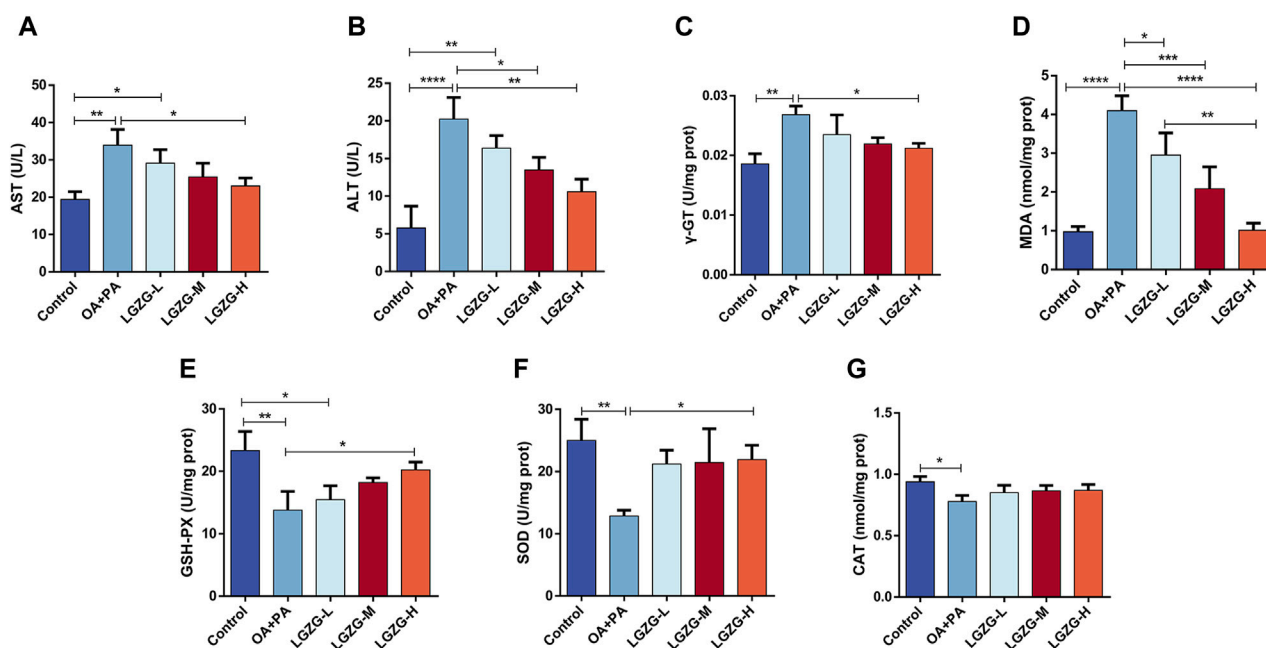 A
AST (U/L)
50
40
30
20
10
0
*
**
*
Control
OA+PA
LGZG-L
LGZG-M
LGZG-H
B
ALT (U/L)
25
20
15
10
5
0
**
*
****
**
Control
OA+PA
LGZG-L
LGZG-M
LGZG-H
C
γ-GT (U/mg prot)
0.03
0.02
0.01
0.00
**
*
Control
OA+PA
LGZG-L
LGZG-M
LGZG-H
D
MDA (nmol/mg prot)
5
4
3
2
1
0
*
***
****
****
**
Control
OA+PA
LGZG-L
LGZG-M
LGZG-H
E
GSH-PX (U/mg prot)
30
20
10
0
*
**
*
Control
OA+PA
LGZG-L
LGZG-M
LGZG-H
F
SOD (U/mg prot)
30
20
10
0
**
*
Control
OA+PA
LGZG-L
LGZG-M
LGZG-H
G
CAT (nmol/mg prot)
1.5
1.0
0.5
0.0
*
Control
OA+PA
LGZG-L
LGZG-M
LGZG-H